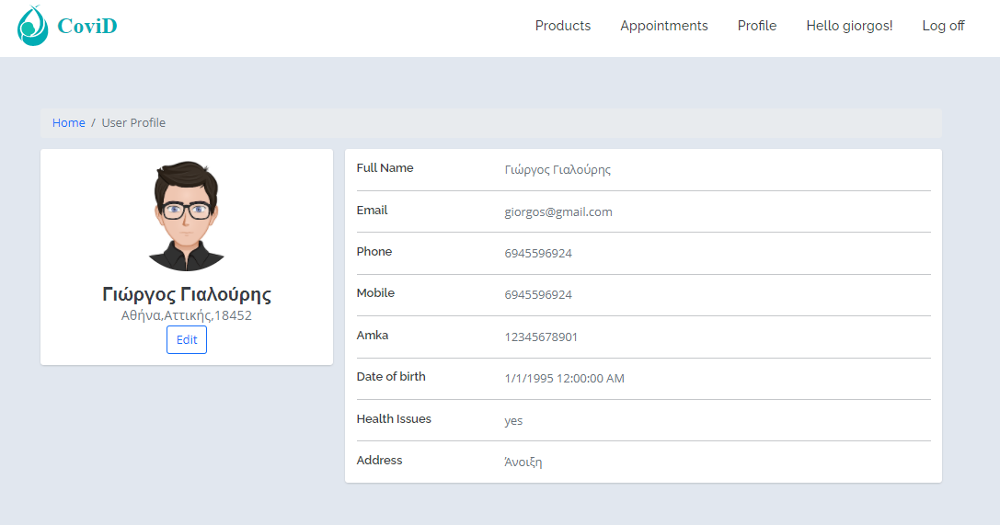 CoviD
Products Appointments Profile Hello giorgos! Log off
Home / User Profile
Γιώργος Γιαλούρης
Αθήνα,Αττικής,18452
Edit
Full Name Γιώργος Γιαλούρης
Email giorgos@gmail.com
Phone 6945596924
Mobile 6945596924
Amka 12345678901
Date of birth 1/1/1995 12:00:00 AM
Health Issues yes
Address Άνοιξη